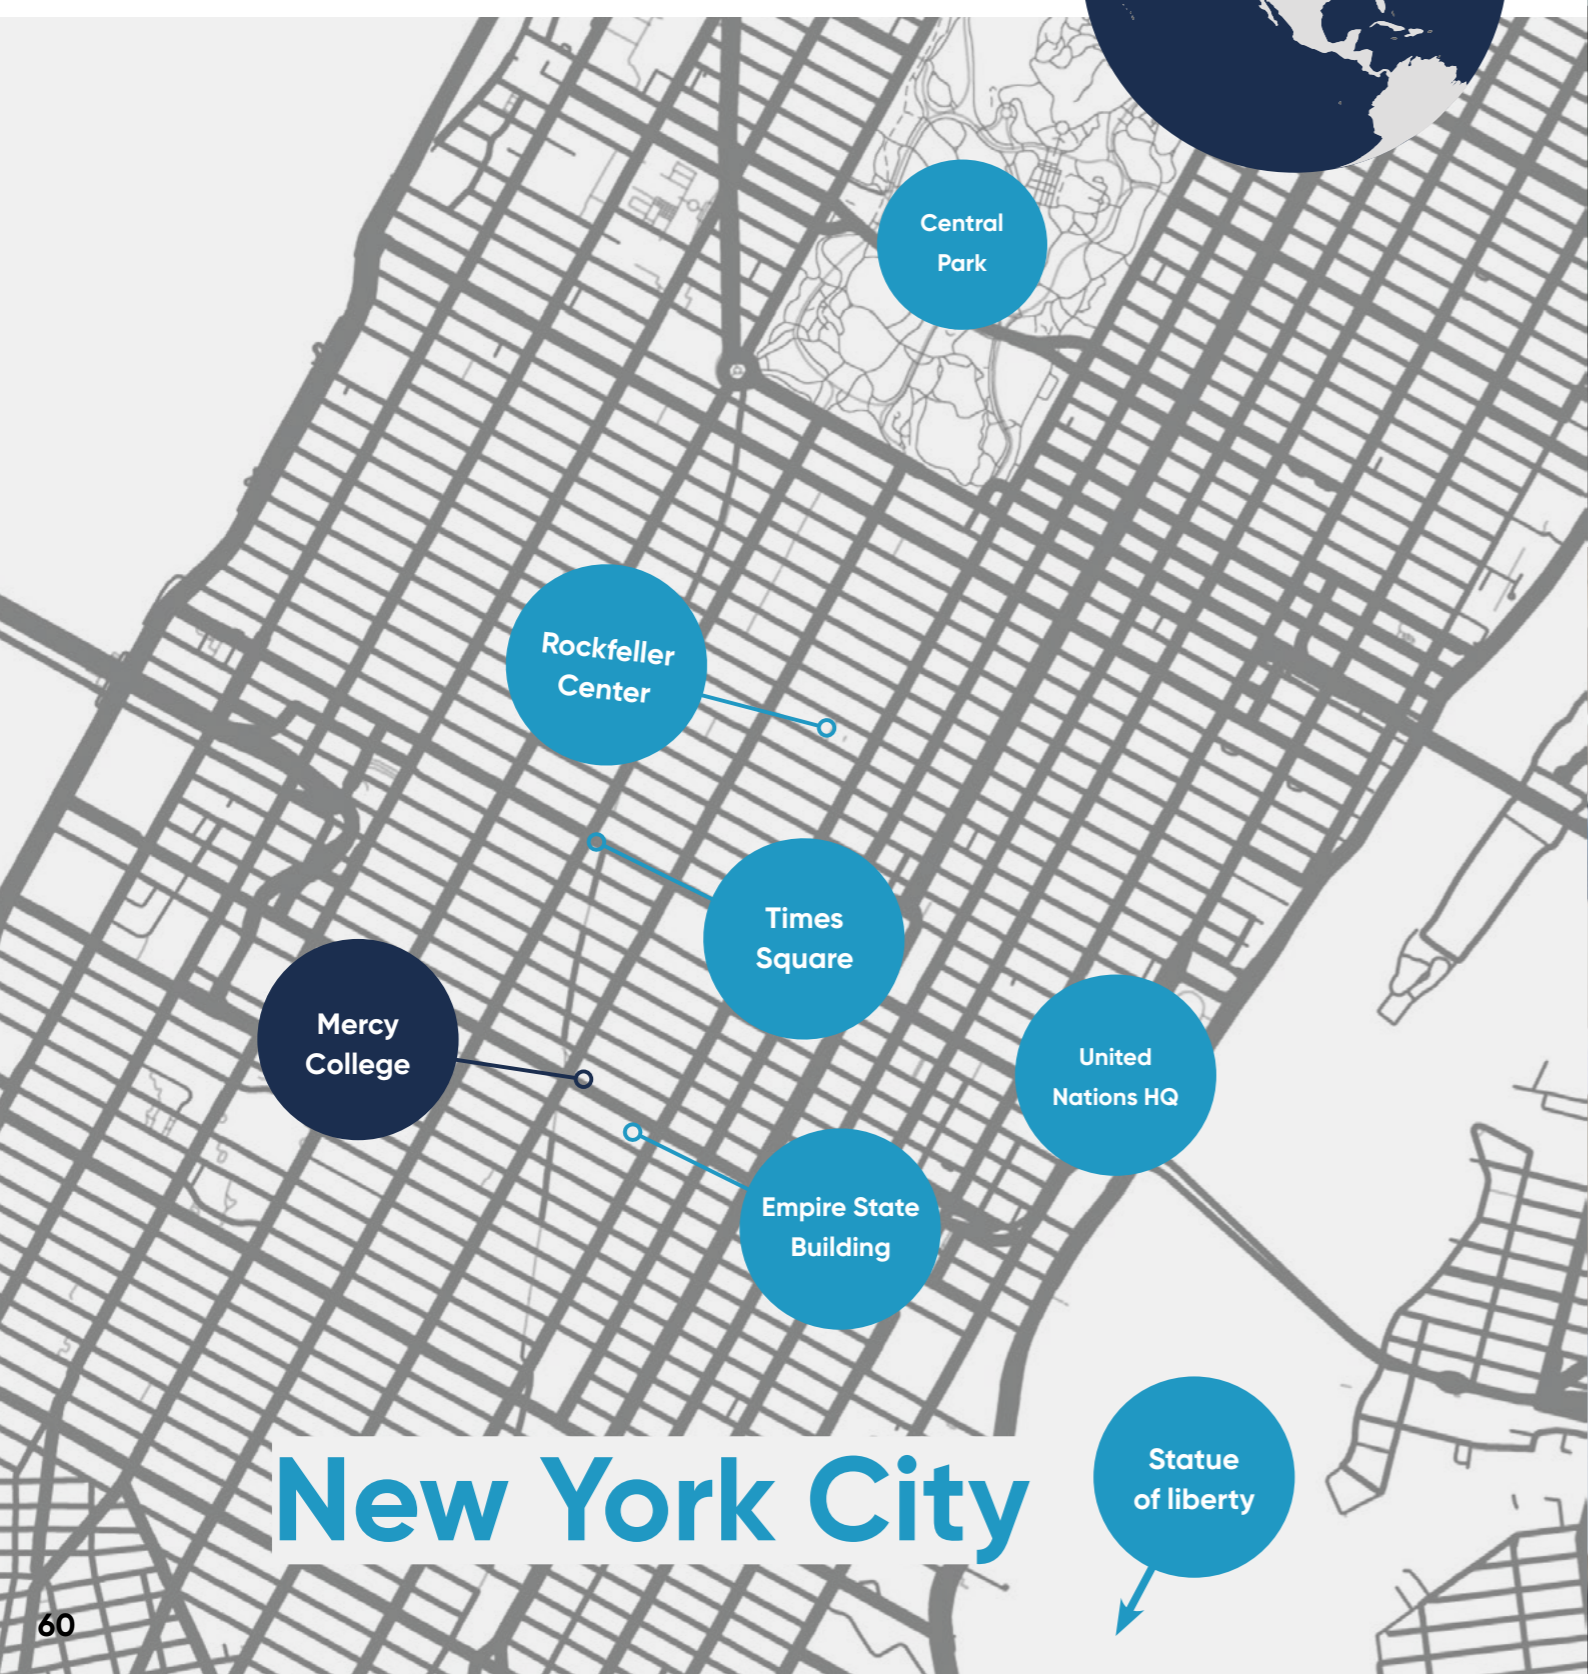 Central
Park
Rockfeller
Center
Times
Square
Mercy
College
United
Nations HQ
Empire State
Building
Statue
of liberty
New York City
60